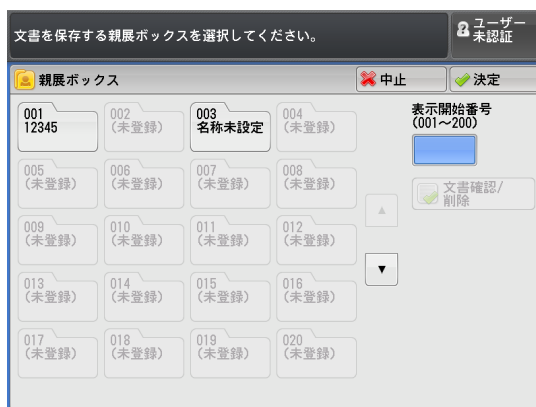 文書を保存する親展ボックスを選択してください。
ユーザー
未認証
親展ボックス
中止
決定
001
12345
002
(未登録)
003
名称未設定
004
(未登録)
表示開始番号
(001～200)
005
(未登録)
006
(未登録)
007
(未登録)
008
(未登録)
文書確認/
削除
009
(未登録)
010
(未登録)
011
(未登録)
012
(未登録)
013
(未登録)
014
(未登録)
015
(未登録)
016
(未登録)
017
(未登録)
018
(未登録)
019
(未登録)
020
(未登録)